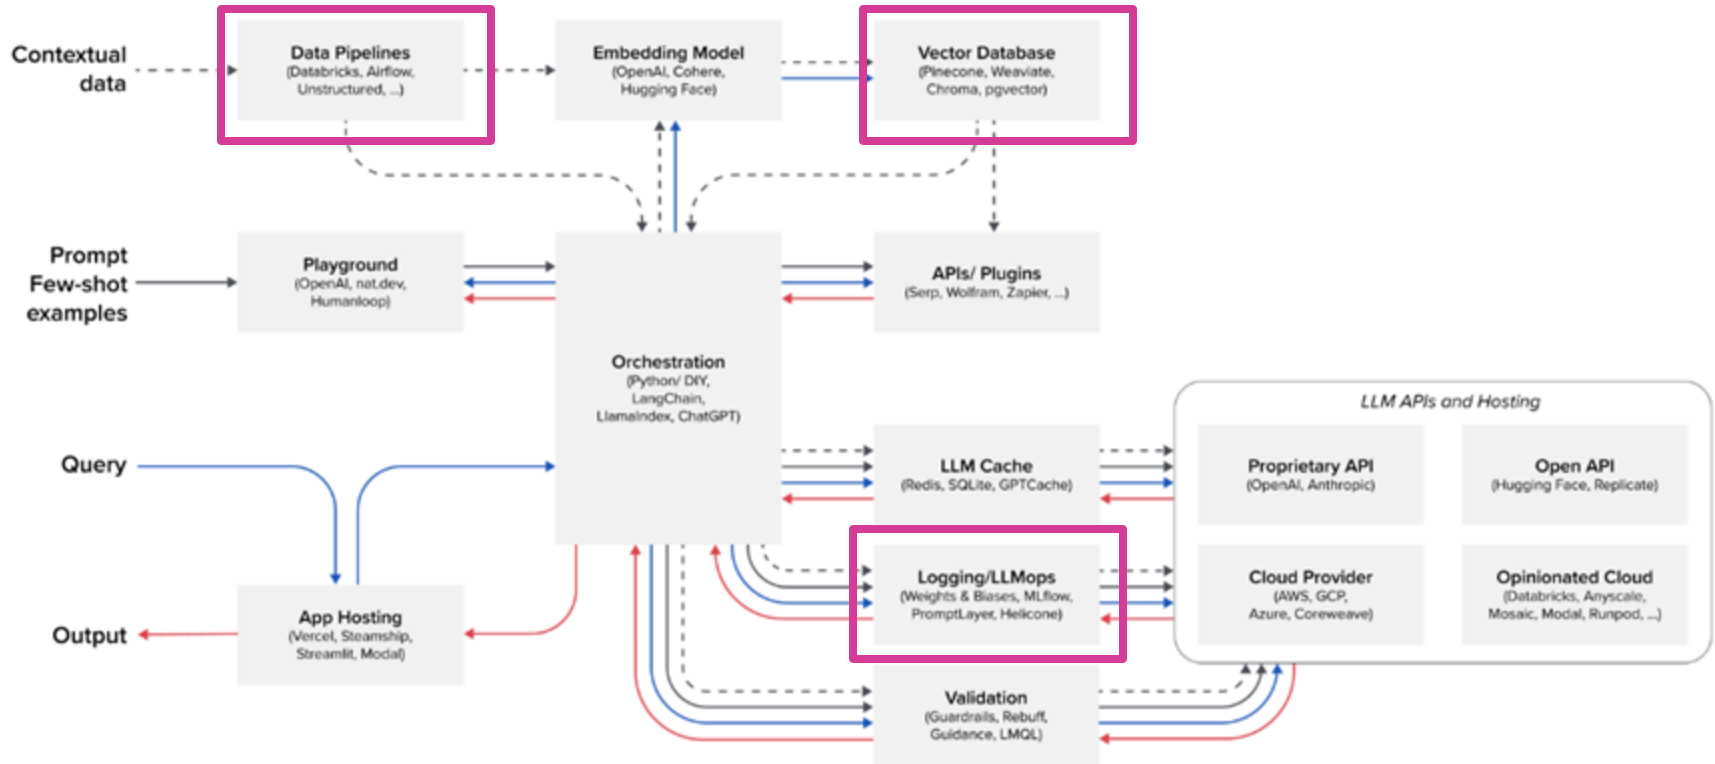 Contextual
data
Data Pipelines
(Databricks, Airflow,
Unstructured, ...)
Embedding Model
(OpenAI, Cohere,
Hugging Face)
Vector Database
(Pinecone, Weaviate,
Chroma, pgvector)
Prompt
Few-shot
examples
Playground
(OpenAI, nat.dev,
Humanloop)
Orchestration
(Python/ DIY,
LangChain,
LlamaIndex, ChatGPT)
APIs/ Plugins
(Serp, Wolfram, Zapier, ...)
Query
LLM Cache
(Redis, SQLite, GPTCache)
LLM APIs and Hosting
Proprietary API
(OpenAI, Anthropic)
Open API
(Hugging Face, Replicate)
Logging/LLMops
(Weights & Biases, MLflow,
PromptLayer, Helicone)
Cloud Provider
(AWS, GCP,
Azure, Coreweave)
Opinionated Cloud
(Databricks, Anyscale,
Mosaic, Modal, Runpod, ...)
Output
App Hosting
(Vercel, Steamship,
Streamlit, Modal)
Validation
(Guardrails, Rebuff,
Guidance, LMQL)